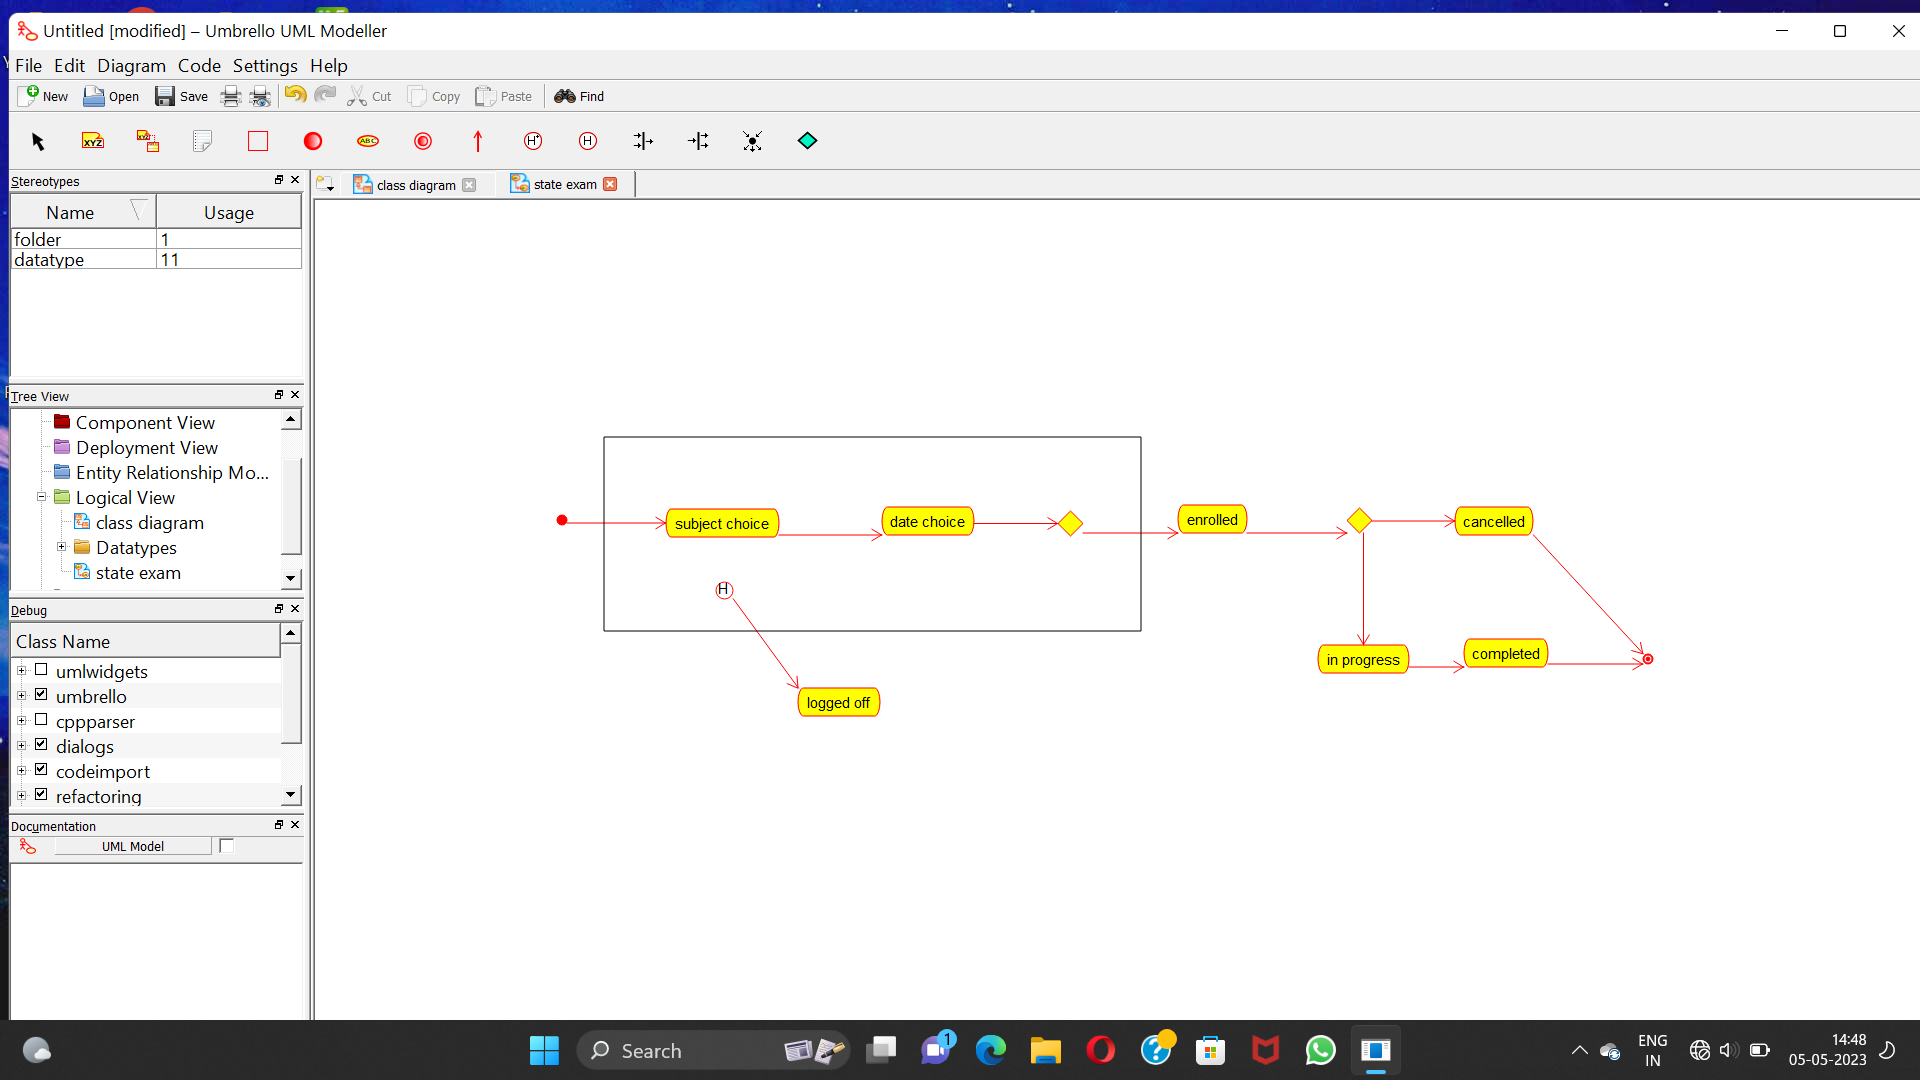 Untitled [modified] – Umbrello UML Modeller
File Edit Diagram Code Settings Help
New Open Save Cut Copy Paste Find
XYZ XYZ ABC H* H
Stereotypes
class diagram state exam
Name Usage
folder 1
datatype 11
Tree View
Component View
Deployment View
Entity Relationship Mo...
Logical View
class diagram
Datatypes
state exam
Debug
Class Name
umlwidgets
umbrello
cppparser
dialogs
codeimport
refactoring
Documentation
UML Model
subject choice
date choice
enrolled
cancelled
H
logged off
in progress
completed
Search
1
ENG
IN
14:48
05-05-2023